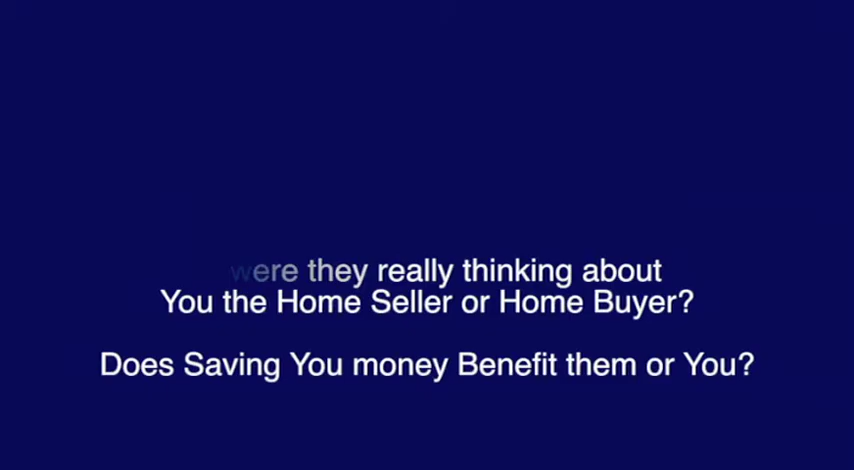 were they really thinking about
You the Home Seller or Home Buyer?
Does Saving You money Benefit them or You?